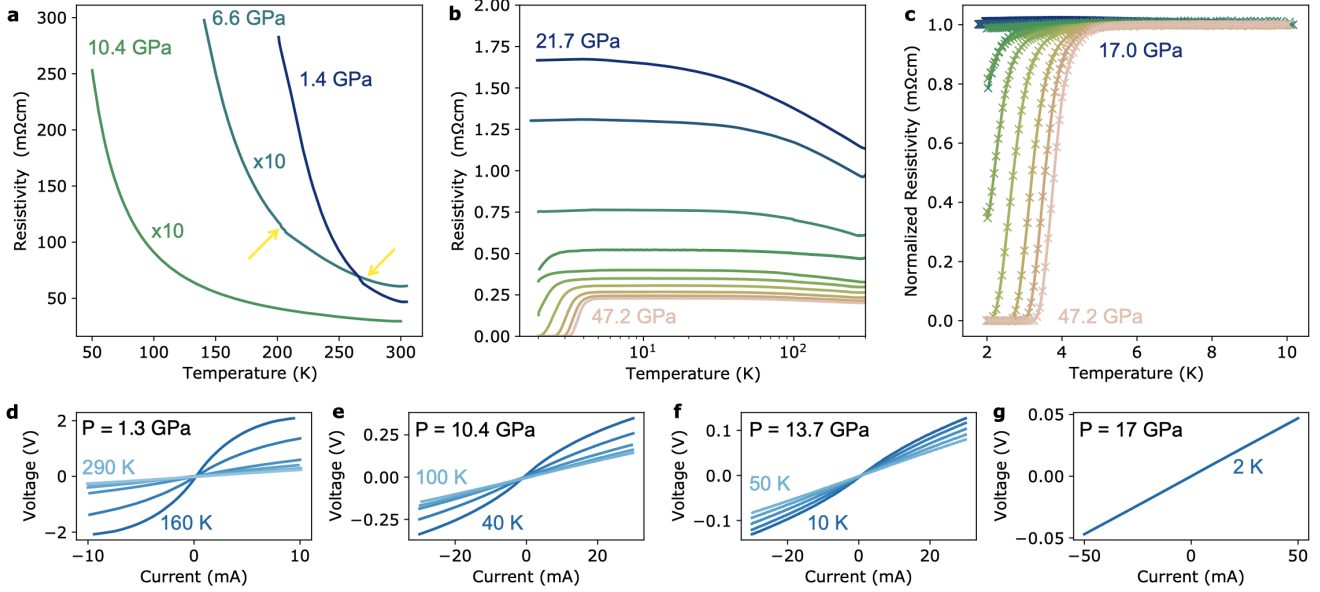 a
300
250
200
150
100
50
Resistivity (mΩcm)
10.4 GPa
6.6 GPa
1.4 GPa
x10
x10
50
100
150
200
250
300
Temperature (K)
b
2.00
1.75
1.50
1.25
1.00
0.75
0.50
0.25
0.00
Resistivity (mΩcm)
21.7 GPa
47.2 GPa
10¹
10²
Temperature (K)
c
1.0
0.8
0.6
0.4
0.2
0.0
Normalized Resistivity (mΩcm)
17.0 GPa
47.2 GPa
2
4
6
8
10
Temperature (K)
d
2
0
−2
Voltage (V)
P = 1.3 GPa
290 K
160 K
−10
0
10
Current (mA)
e
0.25
0.00
−0.25
Voltage (V)
P = 10.4 GPa
100 K
40 K
−20
0
20
Current (mA)
f
0.1
0.0
−0.1
Voltage (V)
P = 13.7 GPa
50 K
10 K
−20
0
20
Current (mA)
g
0.05
0.00
−0.05
Voltage (V)
P = 17 GPa
2 K
−50
0
50
Current (mA)